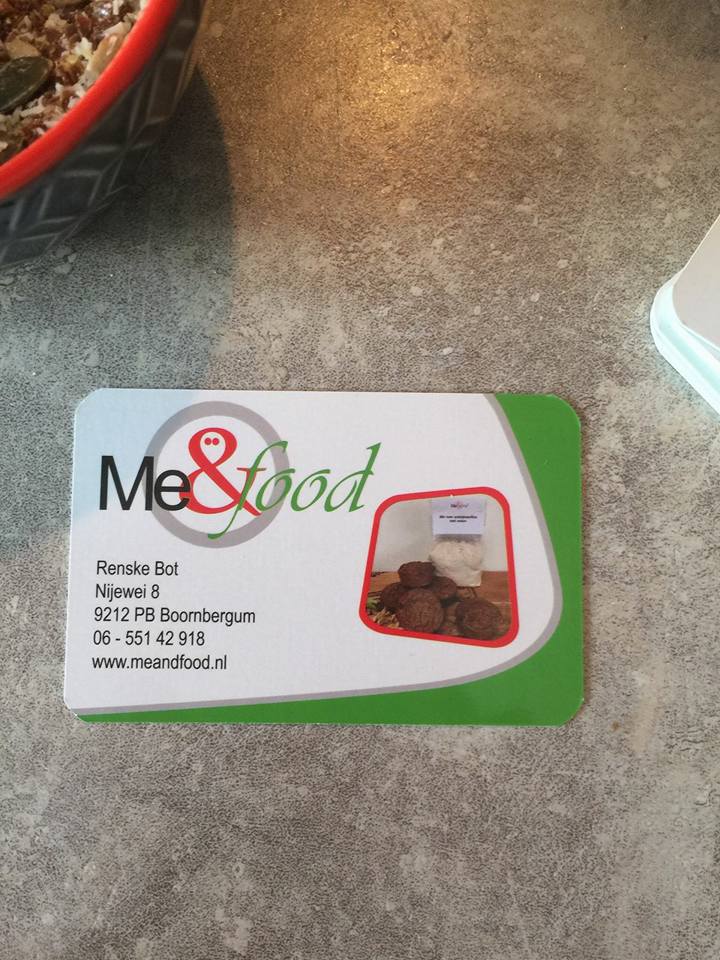 Me&food
Renske Bot
Nijewei 8
9212 PB Boornbergum
06 - 551 42 918
www.meandfood.nl